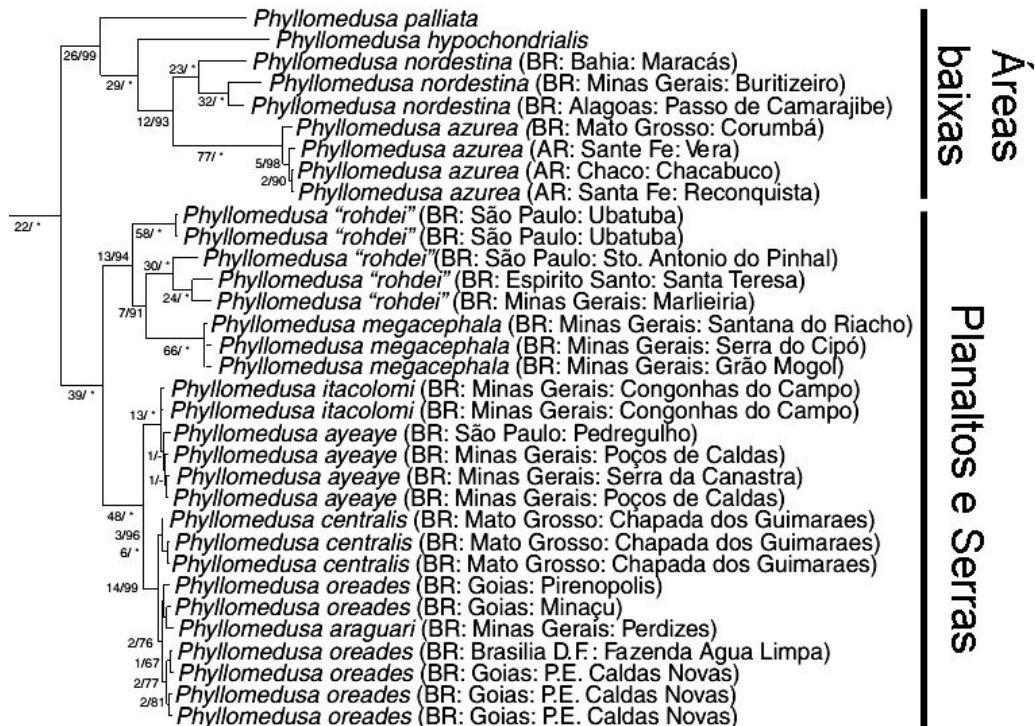 Phyllomedusa palliata
26/99
Phyllomedusa hypochondrialis
Phyllomedusa nordestina (BR: Bahia: Maracás)
23/ *
29/ *
Phyllomedusa nordestina (BR: Minas Gerais: Buritizeiro)
32/ *
Phyllomedusa nordestina (BR: Alagoas: Passo de Camarajibe)
12/93
Phyllomedusa azurea (BR: Mato Grosso: Corumbá)
77/ *
Phyllomedusa azurea (AR: Sante Fe: Vera)
5/98
Phyllomedusa azurea (AR: Chaco: Chacabuco)
2/90
Phyllomedusa azurea (AR: Santa Fe: Reconquista)
Áreas
baixas
22/ *
Phyllomedusa “rohdei” (BR: São Paulo: Ubatuba)
58/ *
Phyllomedusa “rohdei” (BR: São Paulo: Ubatuba)
13/94
Phyllomedusa “rohdei”(BR: São Paulo: Sto. Antonio do Pinhal)
30/ *
Phyllomedusa “rohdei” (BR: Espirito Santo: Santa Teresa)
24/ *
Phyllomedusa “rohdei” (BR: Minas Gerais: Marlieiria)
7/91
Phyllomedusa megacephala (BR: Minas Gerais: Santana do Riacho)
66/ *
Phyllomedusa megacephala (BR: Minas Gerais: Serra do Cipó)
Phyllomedusa megacephala (BR: Minas Gerais: Grão Mogol)
39/ *
Phyllomedusa itacolomi (BR: Minas Gerais: Congonhas do Campo)
13/ *
Phyllomedusa itacolomi (BR: Minas Gerais: Congonhas do Campo)
Phyllomedusa ayeaye (BR: São Paulo: Pedregulho)
1/-
Phyllomedusa ayeaye (BR: Minas Gerais: Poços de Caldas)
1/-
Phyllomedusa ayeaye (BR: Minas Gerais: Serra da Canastra)
Phyllomedusa ayeaye (BR: Minas Gerais: Poços de Caldas)
48/ *
Phyllomedusa centralis (BR: Mato Grosso: Chapada dos Guimaraes)
3/96
Phyllomedusa centralis (BR: Mato Grosso: Chapada dos Guimaraes)
6/ *
Phyllomedusa centralis (BR: Mato Grosso: Chapada dos Guimaraes)
14/99
Phyllomedusa oreades (BR: Goias: Pirenopolis)
Phyllomedusa oreades (BR: Goias: Minaçu)
Phyllomedusa araguari (BR: Minas Gerais: Perdizes)
2/76
Phyllomedusa oreades (BR: Brasilia D.F.: Fazenda Agua Limpa)
1/67
Phyllomedusa oreades (BR: Goias: P.E. Caldas Novas)
2/77
Phyllomedusa oreades (BR: Goias: P.E. Caldas Novas)
2/81
Phyllomedusa oreades (BR: Goias: P.E. Caldas Novas)
Planaltos e Serras